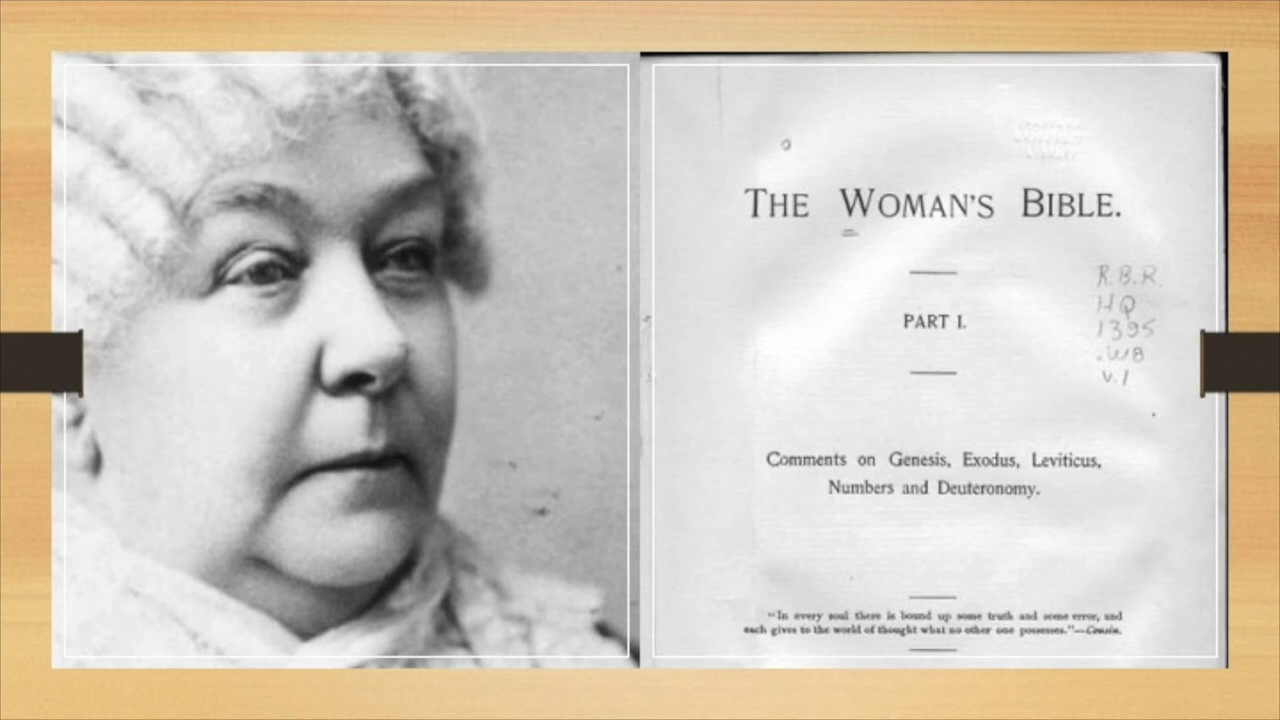 THE WOMAN'S BIBLE.
PART I.
R.B.R.
HQ
1395
.W8
v.1
Comments on Genesis, Exodus, Leviticus,
Numbers and Deuteronomy.
"In every soul there is bound up some truth and some error, and
each gives to the world of thought what no other one possesses."—Cousin.